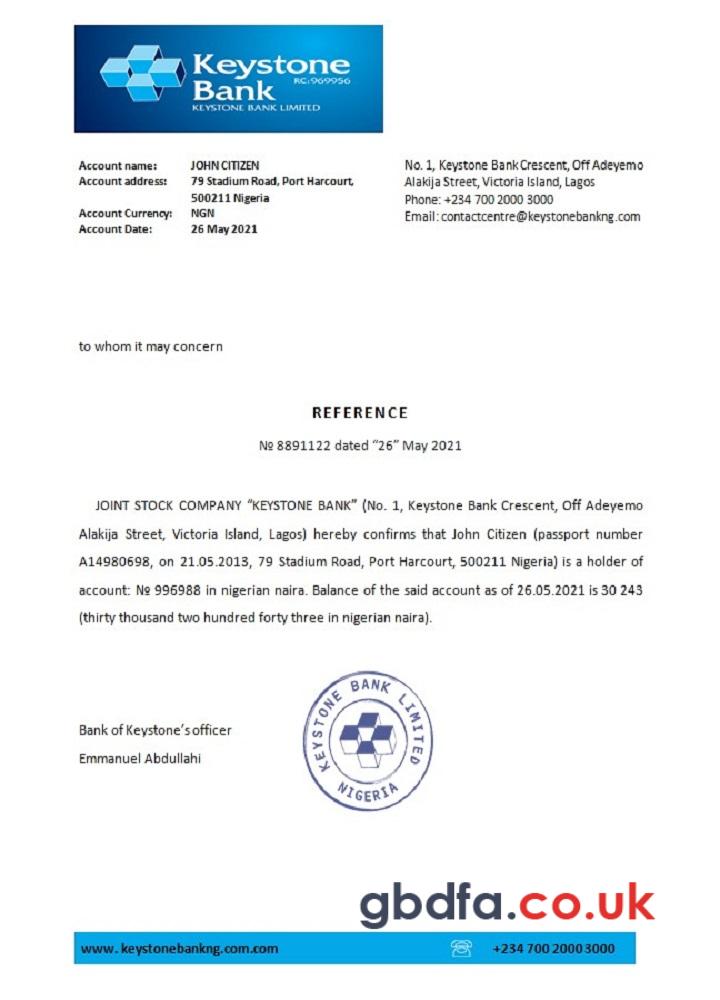 Keystone
Bank
RC:969956
KEYSTONE BANK LIMITED
Account name: JOHN CITIZEN
Account address: 79 Stadium Road, Port Harcourt,
500211 Nigeria
Account Currency: NGN
Account Date: 26 May 2021
No. 1, Keystone Bank Crescent, Off Adeyemo
Alakija Street, Victoria Island, Lagos
Phone: +234 700 2000 3000
Email: contactcentre@keystonebankng.com
to whom it may concern
REFERENCE
№ 8891122 dated “26” May 2021
JOINT STOCK COMPANY “KEYSTONE BANK” (No. 1, Keystone Bank Crescent, Off Adeyemo
Alakija Street, Victoria Island, Lagos) hereby confirms that John Citizen (passport number
A14980698, on 21.05.2013, 79 Stadium Road, Port Harcourt, 500211 Nigeria) is a holder of
account: № 996988 in nigerian naira. Balance of the said account as of 26.05.2021 is 30 243
(thirty thousand two hundred forty three in nigerian naira).
Bank of Keystone’s officer
Emmanuel Abdullahi
KEYSTONE BANK LIMITED
NIGERIA
gbdfa.co.uk
www. keystonebankng.com.com
+234 700 2000 3000